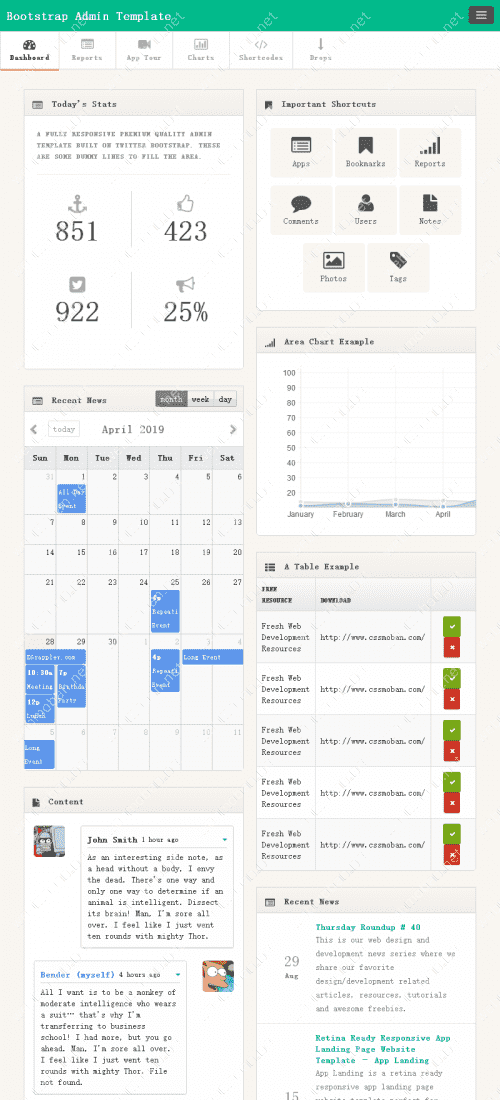 Bootstrap Admin Template
Dashboard
Reports
App Tour
Charts
Shortcodes
Drops
Today's Stats
A FULLY RESPONSIVE PREMIUM QUALITY ADMIN
TEMPLATE BUILT ON TWITTER BOOTSTRAP. THESE
ARE SOME DUMMY LINES TO FILL THE AREA.
851
423
922
25%
Important Shortcuts
Apps
Bookmarks
Reports
Comments
Users
Notes
Photos
Tags
Area Chart Example
100
90
80
70
60
50
40
30
20
January
February
March
April
Recent News
month
week
day
today
April 2019
Sun Mon Tue Wed Thu Fri Sat
31 1 2 3 4 5 6
All Day
Event
7 8 9 10 11 12 13
14 15 16 17 18 19 20
21 22 23 24 25 26 27
Repeati
Event
28 29 30 1 2 3 4
EGrappler.com
10:30a
Meeting
12p
Lunch
7p
Birthda
Party
4p
Repeati
Event
Long Event
5 6 7 8 9 10 11
Long
Event
A Table Example
FREE
RESOURCE
DOWNLOAD
Fresh Web
Development
Resources
http://www.cssmoban.com/
Fresh Web
Development
Resources
http://www.cssmoban.com/
Fresh Web
Development
Resources
http://www.cssmoban.com/
Fresh Web
Development
Resources
http://www.cssmoban.com/
Fresh Web
Development
Resources
http://www.cssmoban.com/
Content
John Smith 1 hour ago
As an interesting side note, as
a head without a body, I envy
the dead. There's one way and
only one way to determine if an
animal is intelligent. Dissect
its brain! Man, I'm sore all
over. I feel like I just went
ten rounds with mighty Thor.
Bender (myself) 4 hours ago
All I want is to be a monkey of
moderate intelligence who wears
a suit… that's why I'm
transferring to business
school! I had more, but you go
ahead. Man, I'm sore all over.
I feel like I just went ten
rounds with mighty Thor. File
not found.
Recent News
29
Aug
Thursday Roundup # 40
This is our web design and
development news series where we
share our favorite
design/development related
articles, resources, tutorials
and awesome freebies.
15
Retina Ready Responsive App
Landing Page Website
Template – App Landing
App Landing is a retina ready
responsive app landing page
website template perfect for